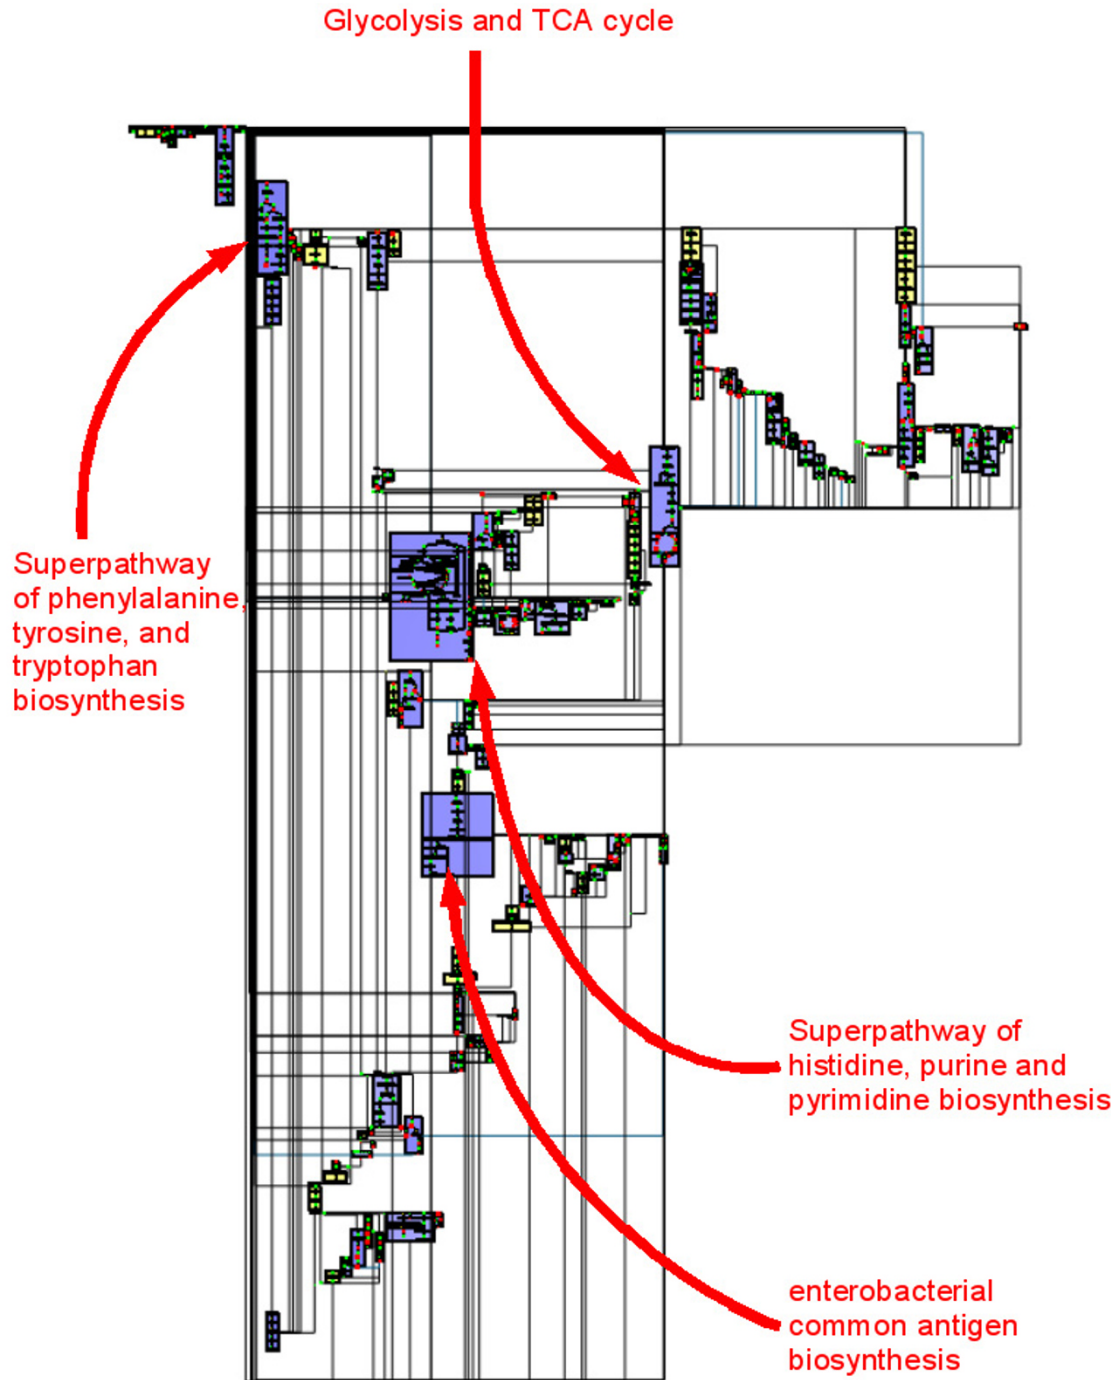 Glycolysis and TCA cycle
Superpathway
of phenylalanine,
tyrosine, and
tryptophan
biosynthesis
Superpathway of
histidine, purine and
pyrimidine biosynthesis
enterobacterial
common antigen
biosynthesis